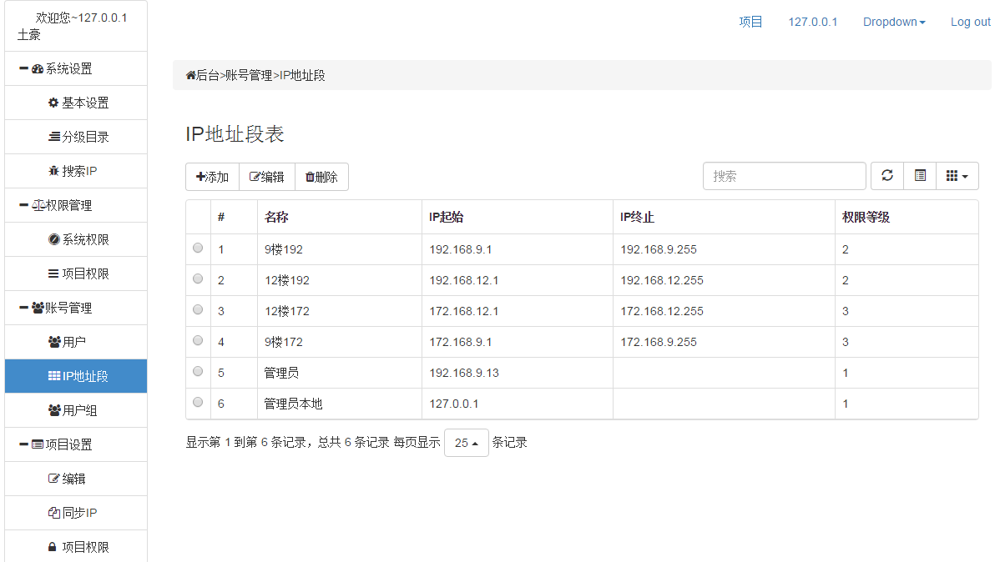 欢迎您~127.0.0.1
土豪
系统设置
基本设置
分级目录
搜索IP
权限管理
系统权限
项目权限
账号管理
用户
IP地址段
用户组
项目设置
编辑
同步IP
项目权限
项目 127.0.0.1 Dropdown Log out
后台>账号管理>IP地址段
IP地址段表
添加 编辑 删除 搜索
# 名称 IP起始 IP终止 权限等级
1 9楼192 192.168.9.1 192.168.9.255 2
2 12楼192 192.168.12.1 192.168.12.255 2
3 12楼172 172.168.12.1 172.168.12.255 3
4 9楼172 172.168.9.1 172.168.9.255 3
5 管理员 192.168.9.13 1
6 管理员本地 127.0.0.1 1
显示第 1 到第 6 条记录，总共 6 条记录 每页显示 25 条记录